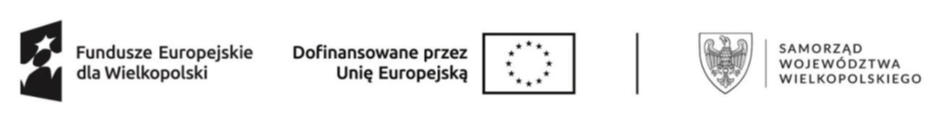 Fundusze Europejskie
dla Wielkopolski
Dofinansowane przez
Unię Europejską
SAMORZĄD
WOJEWÓDZTWA
WIELKOPOLSKIEGO